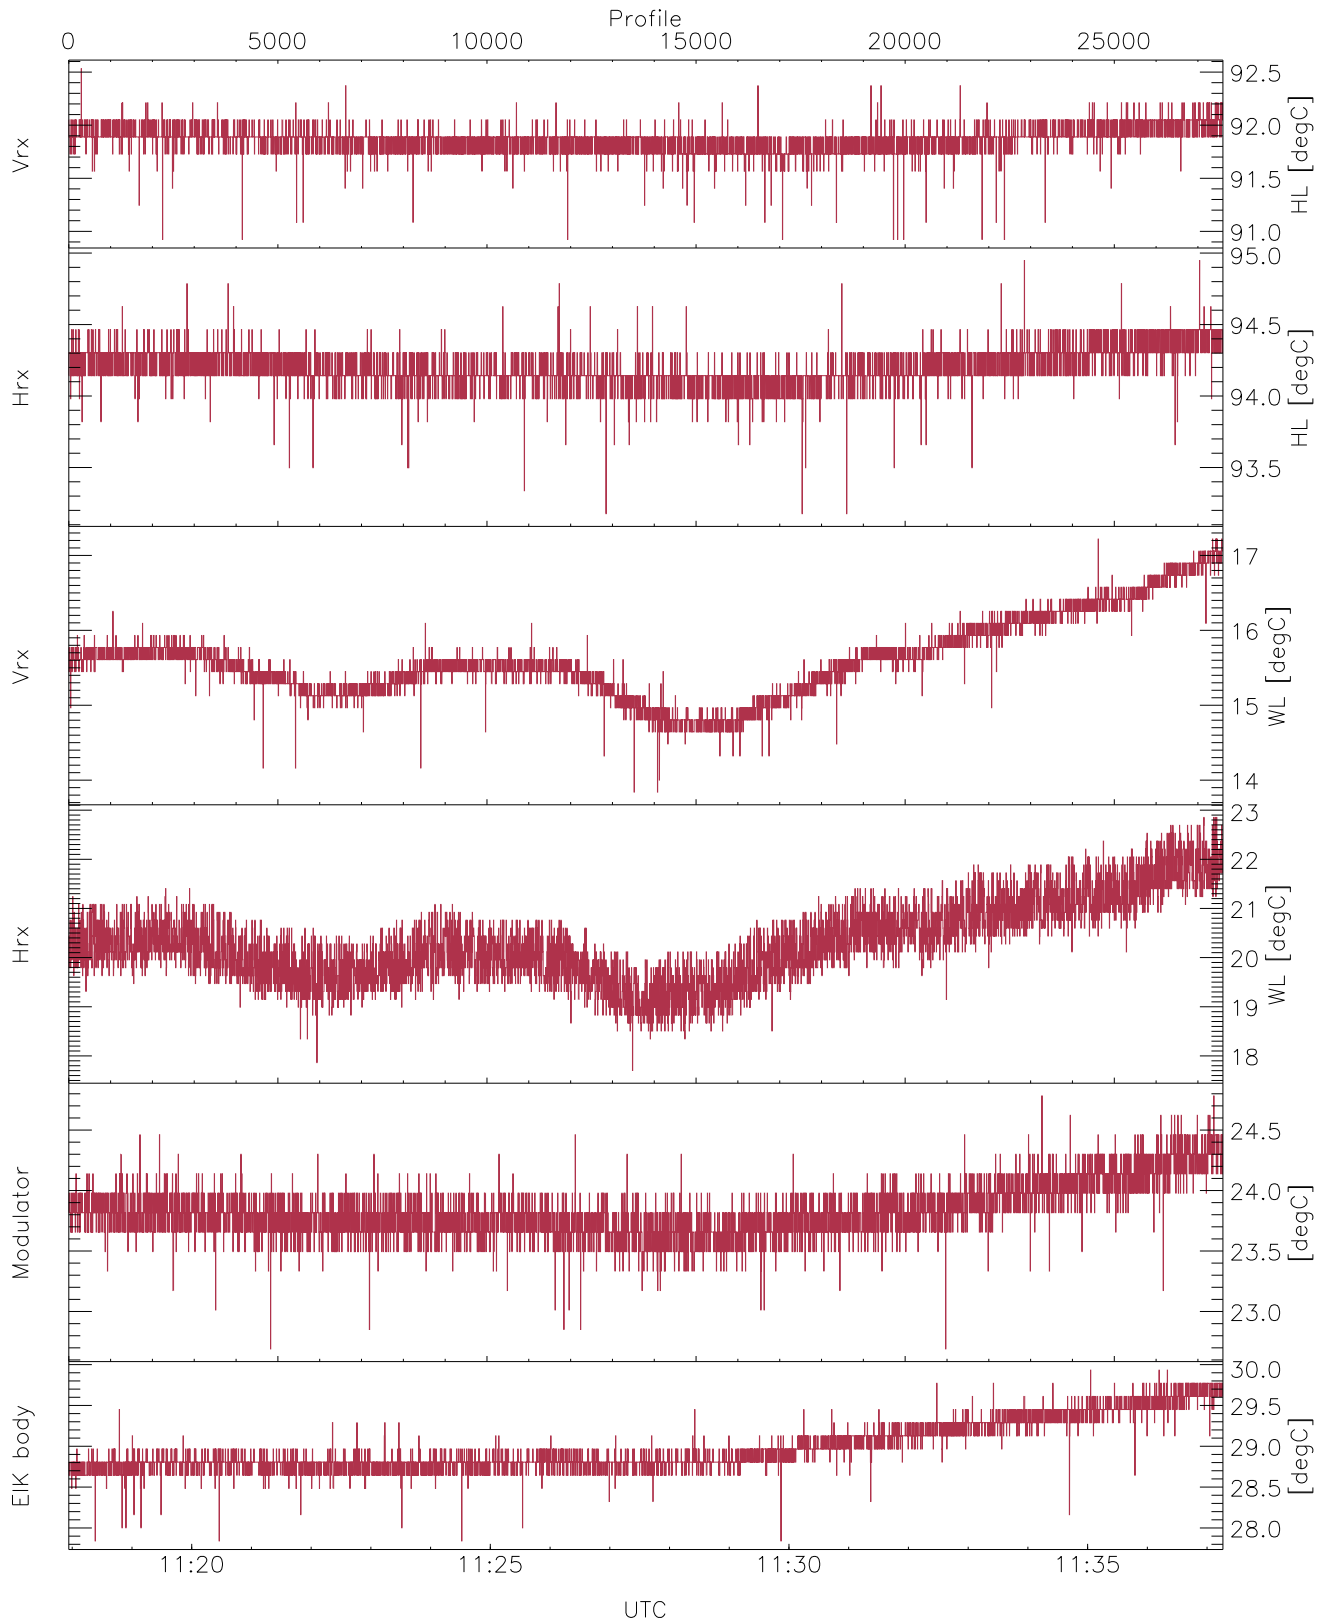 Profile
0 5000 10000 15000 20000 25000
Vrx
92.5
92.0
91.5
91.0
HL [degC]
Hrx
95.0
94.5
94.0
93.5
HL [degC]
Vrx
17
16
15
14
WL [degC]
Hrx
23
22
21
20
19
18
WL [degC]
Modulator
24.5
24.0
23.5
23.0
[degC]
EIK body
30.0
29.5
29.0
28.5
28.0
[degC]
11:20 11:25 11:30 11:35
UTC